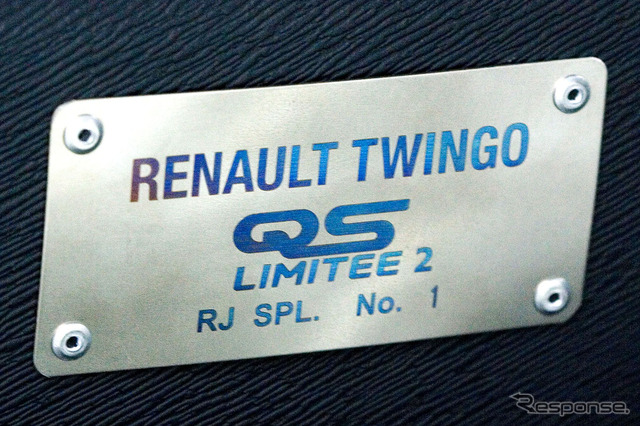 RENAULT TWINGO
QS
LIMITEE 2
RJ SPL. No. 1
Response.